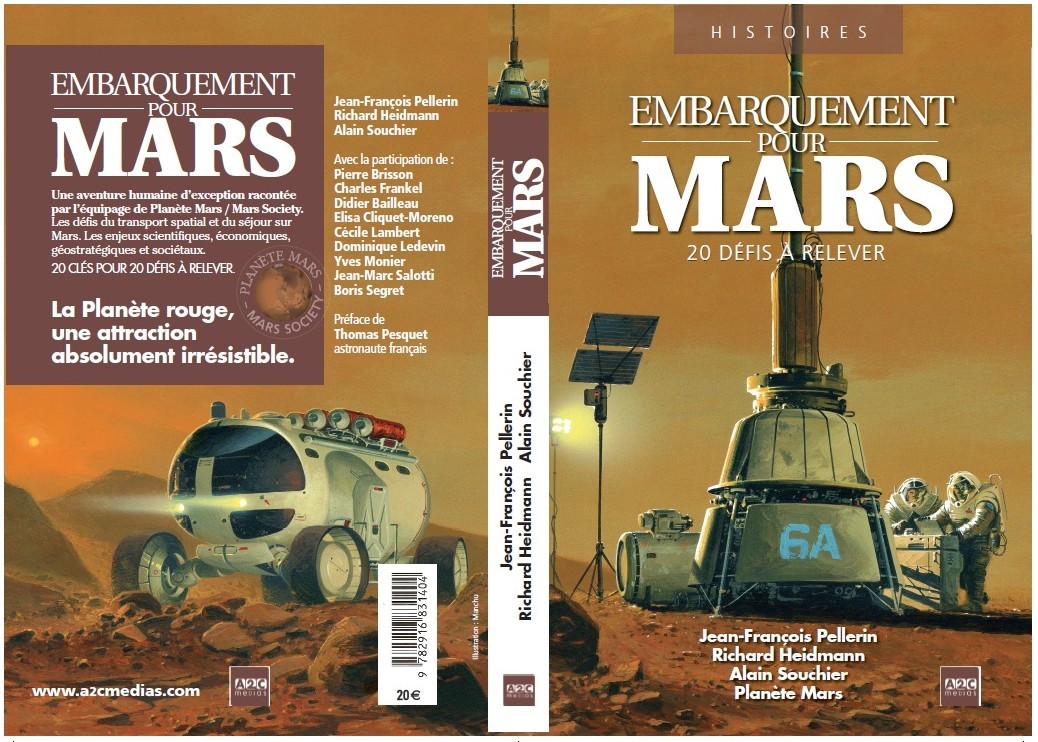 EMBARQUEMENT
POUR
MARS
Une aventure humaine d'exception racontée
par l'équipage de Planète Mars / Mars Society.
Les défis du transport spatial et du séjour sur
Mars. Les enjeux scientifiques, économiques,
géostratégiques et sociétaux.
20 CLÉS POUR 20 DÉFIS À RELEVER.
PLANÈTE MARS
MARS SOCIETY
La Planète rouge,
une attraction
absolument irrésistible.
Jean-François Pellerin
Richard Heidmann
Alain Souchier
Avec la participation de :
Pierre Brisson
Charles Frankel
Didier Bailleau
Elisa Cliquet-Moreno
Cécile Lambert
Dominique Ledevin
Yves Monier
Jean-Marc Salotti
Boris Segret
Préface de
Thomas Pesquet
astronaute français
www.a2cmedias.com
A2C
medias
9 782916 831404
20 €
Illustration : Manchu
6A
EMBARQUEMENT
POUR
MARS
Jean-François Pellerin
Richard Heidmann Alain Souchier
A2C
medias
HISTOIRES
EMBARQUEMENT
POUR
MARS
20 DÉFIS À RELEVER
6A
Jean-François Pellerin
Richard Heidmann
Alain Souchier
Planète Mars
A2C
medias